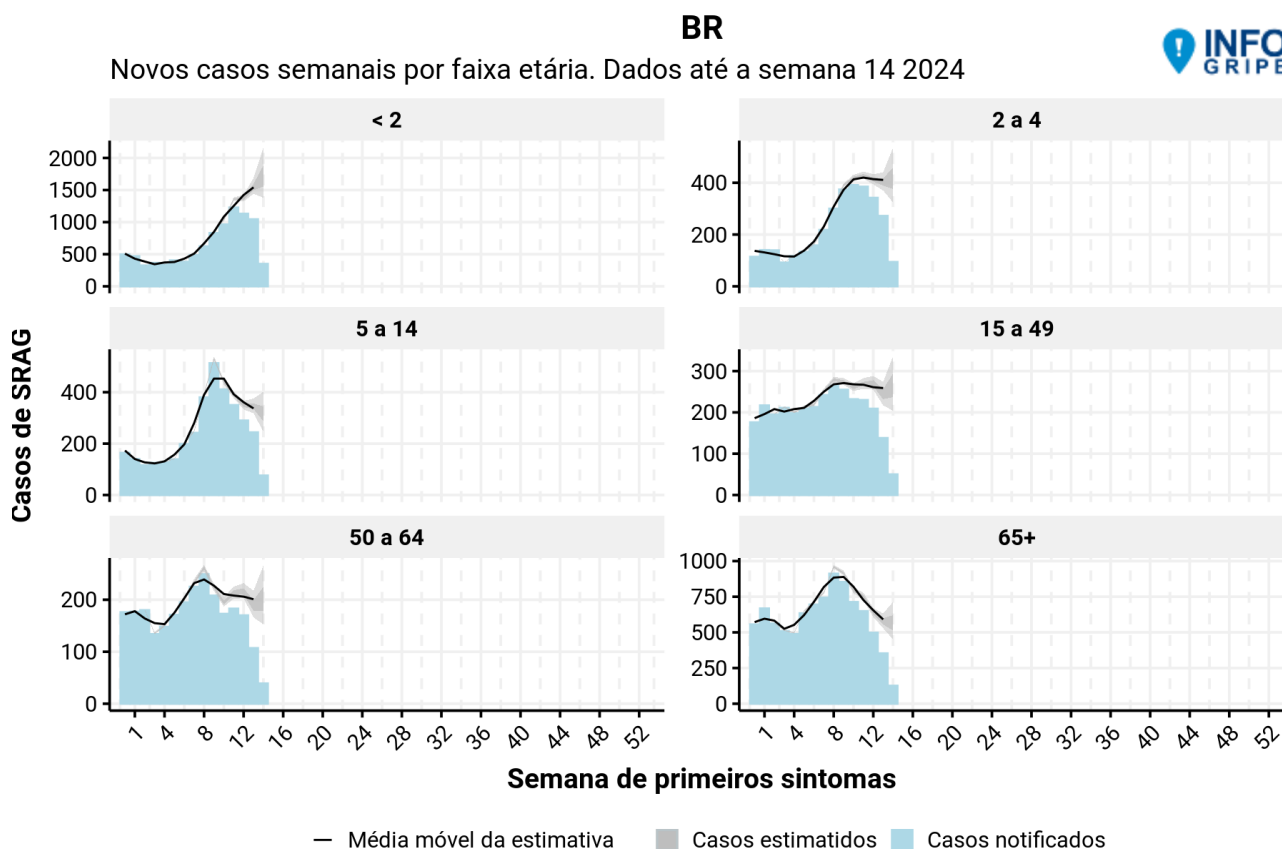 BR
INFO
GRIPE
Novos casos semanais por faixa etária. Dados até a semana 14 2024
< 2
2 a 4
2000
1500
1000
500
0
400
200
0
5 a 14
15 a 49
400
200
0
300
200
100
0
50 a 64
65+
200
100
0
1000
750
500
250
0
Casos de SRAG
1 4 8 12 16 20 24 28 32 36 40 44 48 52
1 4 8 12 16 20 24 28 32 36 40 44 48 52
Semana de primeiros sintomas
Média móvel da estimativa Casos estimatidos Casos notificados